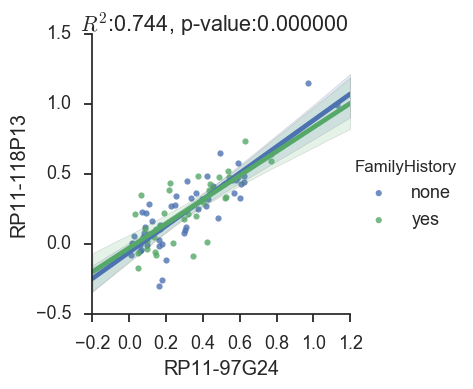 R²:0.744, p-value:0.000000
1.5
1.0
0.5
0.0
−0.5
RP11-118P13
−0.2 0.0 0.2 0.4 0.6 0.8 1.0 1.2
RP11-97G24
FamilyHistory
none
yes